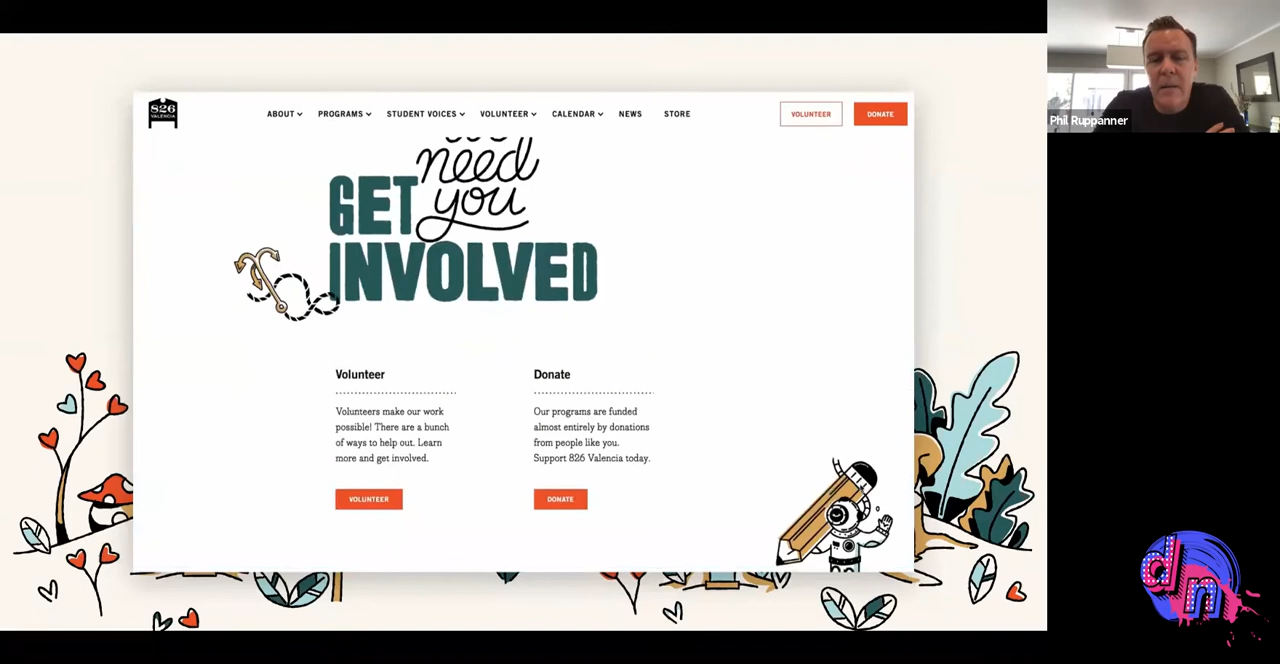 826
VALENCIA
ABOUT
PROGRAMS
STUDENT VOICES
VOLUNTEER
CALENDAR
NEWS
STORE
VOLUNTEER
DONATE
need
you
GET
INVOLVED
Volunteer
Volunteers make our work
possible! There are a bunch
of ways to help out. Learn
more and get involved.
VOLUNTEER
Donate
Our programs are funded
almost entirely by donations
from people like you.
Support 826 Valencia today.
DONATE
Phil Ruppanner
dn